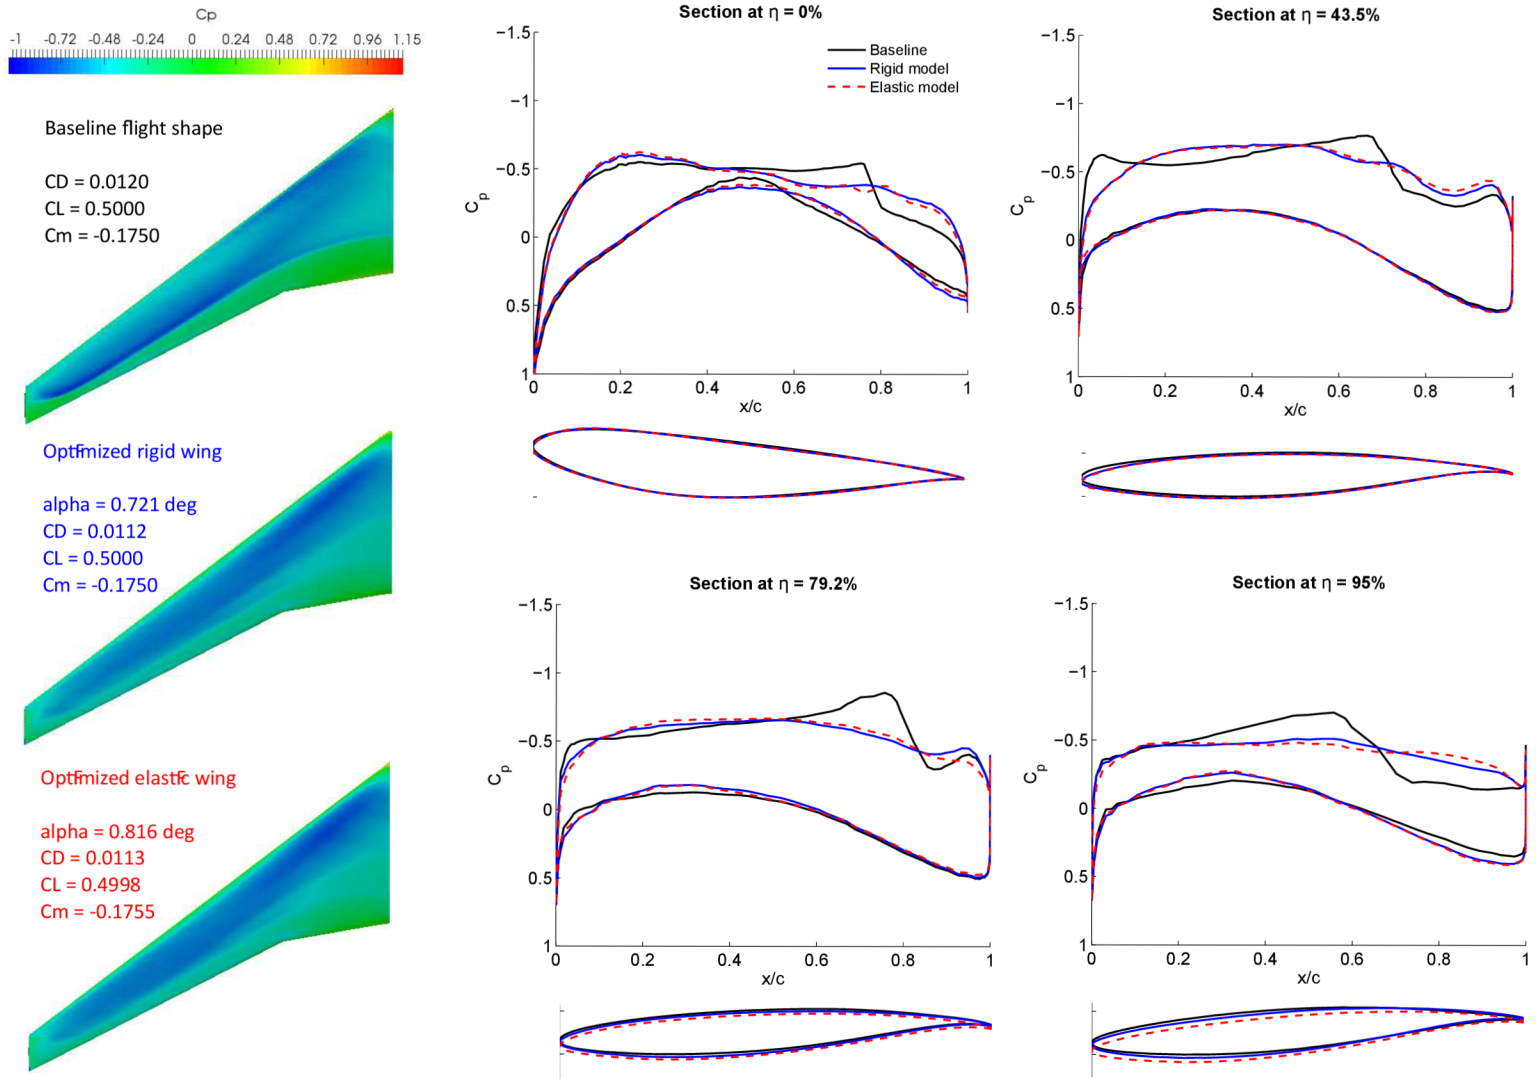 Cp
-1 -0.72 -0.48 -0.24 0 0.24 0.48 0.72 0.96 1.15
Baseline flight shape
CD = 0.0120
CL = 0.5000
Cm = -0.1750
Optimized rigid wing
alpha = 0.721 deg
CD = 0.0112
CL = 0.5000
Cm = -0.1750
Optimized elastic wing
alpha = 0.816 deg
CD = 0.0113
CL = 0.4998
Cm = -0.1755
Section at η = 0%
−1.5
−1
−0.5
0
0.5
1
Cp
0 0.2 0.4 0.6 0.8 1
x/c
Baseline
Rigid model
Elastic model
Section at η = 43.5%
−1.5
−1
−0.5
0
0.5
1
Cp
0 0.2 0.4 0.6 0.8 1
x/c
Section at η = 79.2%
−1.5
−1
−0.5
0
0.5
1
Cp
0 0.2 0.4 0.6 0.8 1
x/c
Section at η = 95%
−1.5
−1
−0.5
0
0.5
1
Cp
0 0.2 0.4 0.6 0.8 1
x/c